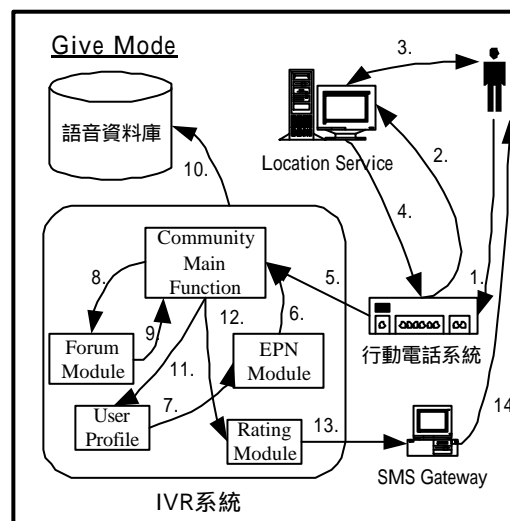 Give Mode
3.
語音資料庫
Location Service
2.
10.
4.
Community
Main
Function
5.
1.
8.
9.
12.
6.
行動電話系統
Forum
Module
11.
EPN
Module
User
Profile
7.
Rating
Module
13.
14
SMS Gateway
IVR系統